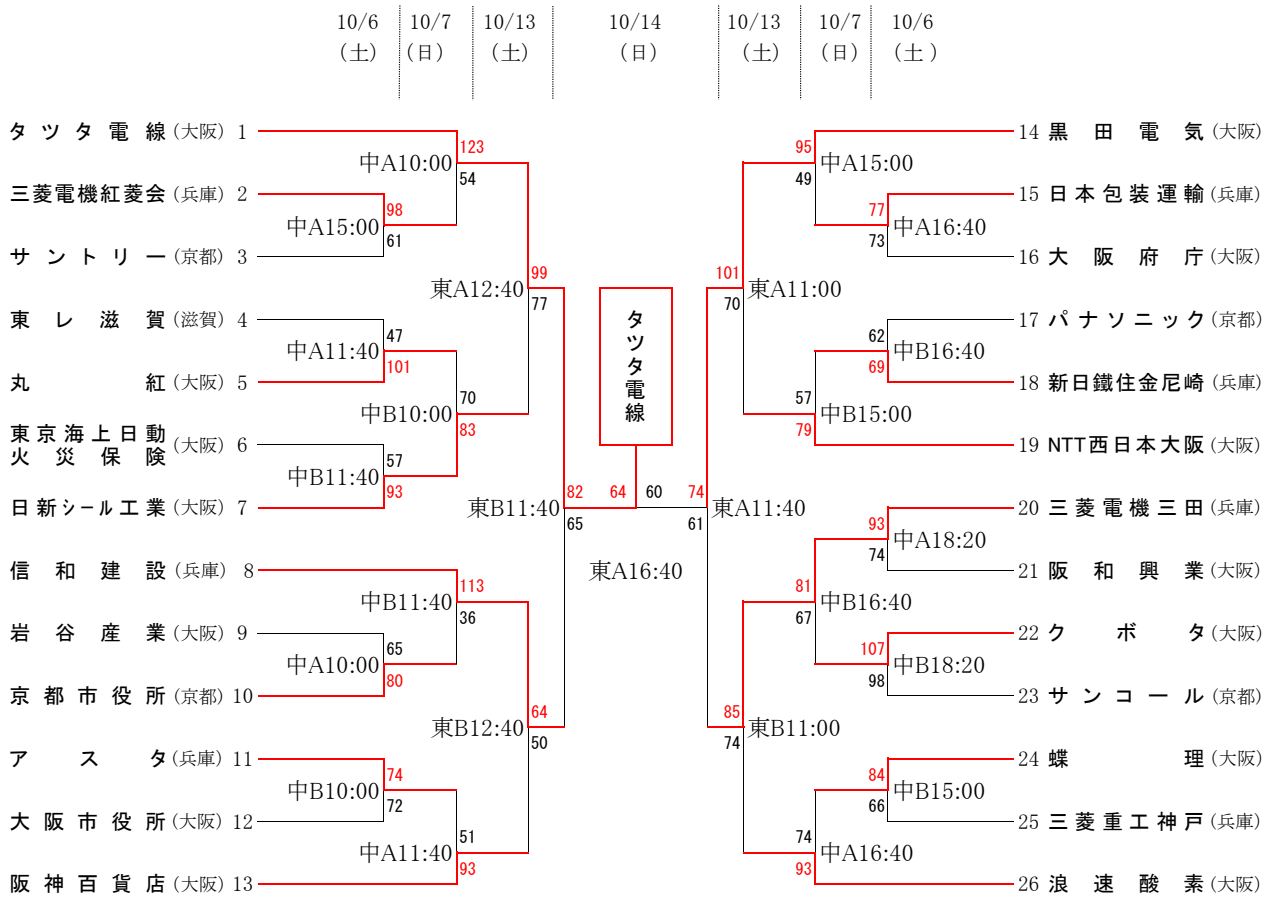 10/6 10/7 10/13 10/14 10/13 10/7 10/6
(土) (日) (土) (日) (土) (日) (土)
タツタ電線 (大阪) 1
三菱電機紅菱会 (兵庫) 2
サントリー (京都) 3
東レ滋賀 (滋賀) 4
丸紅 (大阪) 5
東京海上日動
火災保険 (大阪) 6
日新シール工業 (大阪) 7
信和建設 (兵庫) 8
岩谷産業 (大阪) 9
京都市役所 (京都) 10
アスタ (兵庫) 11
大阪市役所 (大阪) 12
阪神百貨店 (大阪) 13
中A15:00
98
61
中A11:40
47
101
中B11:40
57
93
中A10:00
65
80
中B10:00
74
72
中A10:00
123
54
中B10:00
70
83
中B11:40
113
36
中A11:40
51
93
東A12:40
99
77
東B12:40
64
50
東B11:40
82
65
タツタ電線
64 60
東A16:40
74
61
東A11:40
101
70
東A11:00
85
74
東B11:00
95
49
中A15:00
57
79
中B15:00
81
67
中B16:40
74
93
中A16:40
77
73
中A16:40
62
69
中B16:40
93
74
中A18:20
107
98
中B18:20
84
66
中B15:00
14 黒田電気 (大阪)
15 日本包装運輸 (兵庫)
16 大阪府庁 (大阪)
17 パナソニック (京都)
18 新日鐵住金尼崎 (兵庫)
19 NTT西日本大阪 (大阪)
20 三菱電機三田 (兵庫)
21 阪和興業 (大阪)
22 クボタ (大阪)
23 サンコール (京都)
24 蝶理 (大阪)
25 三菱重工神戸 (兵庫)
26 浪速酸素 (大阪)